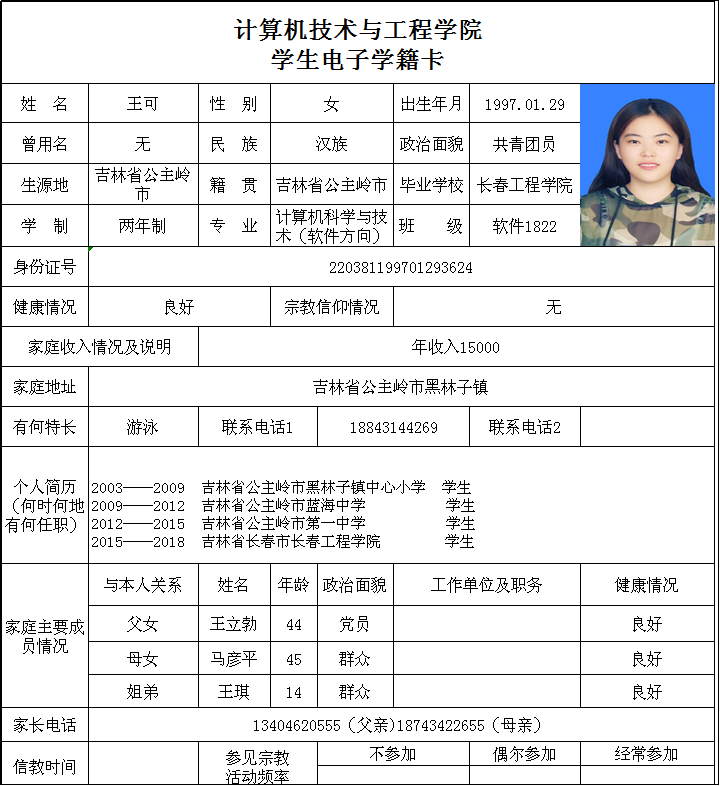 计算机技术与工程学院
学生电子学籍卡
姓 名 王可 性 别 女 出生年月 1997.01.29
曾用名 无 民 族 汉族 政治面貌 共青团员
生源地 吉林省公主岭市 籍 贯 吉林省公主岭市 毕业学校 长春工程学院
学 制 两年制 专 业 计算机科学与技术（软件方向） 班 级 软件1822
身份证号 220381199701293624
健康情况 良好 宗教信仰情况 无
家庭收入情况及说明 年收入15000
家庭地址 吉林省公主岭市黑林子镇
有何特长 游泳 联系电话1 18843144269 联系电话2
个人简历（何时何地有何任职）
2003——2009 吉林省公主岭市黑林子镇中心小学 学生
2009——2012 吉林省公主岭市蓝海中学 学生
2012——2015 吉林省公主岭市第一中学 学生
2015——2018 吉林省长春市长春工程学院 学生
家庭主要成员情况
与本人关系 姓名 年龄 政治面貌 工作单位及职务 健康情况
父女 王立勃 44 党员 良好
母女 马彦平 45 群众 良好
姐弟 王琪 14 群众 良好
家长电话 13404620555（父亲)18743422655（母亲）
信教时间 参见宗教活动频率 不参加 偶尔参加 经常参加